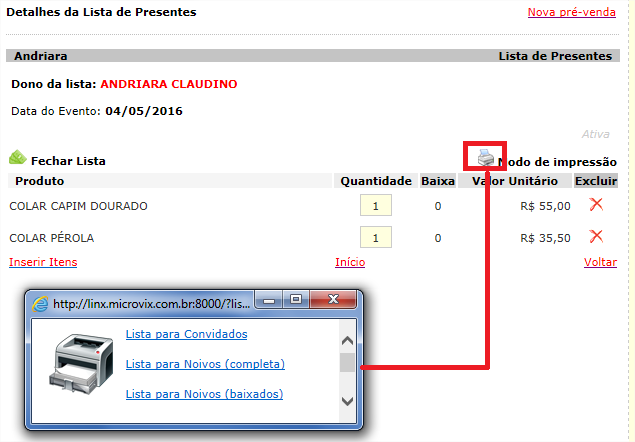 Detalhes da Lista de Presentes Nova pré-venda
Andriara Lista de Presentes
Dono da lista: ANDRIARA CLAUDINO
Data do Evento: 04/05/2016
Ativa
Fechar Lista Modo de impressão
Produto Quantidade Baixa Valor Unitário Excluir
COLAR CAPIM DOURADO 1 0 R$ 55,00
COLAR PÉROLA 1 0 R$ 35,50
Inserir Itens Início Voltar
http://linx.microvix.com.br:8000/?lis...
Lista para Convidados
Lista para Noivos (completa)
Lista para Noivos (baixados)